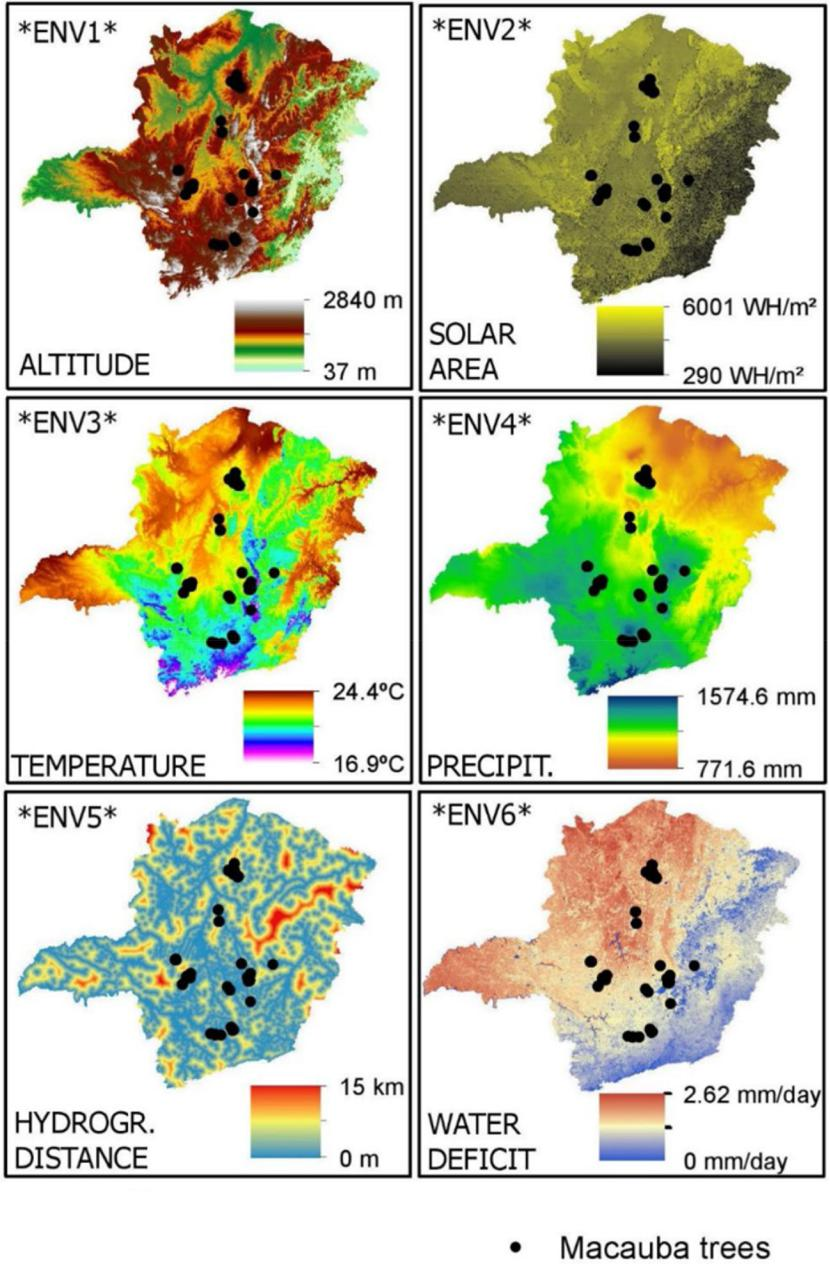 *ENV1*
2840 m
37 m
ALTITUDE
*ENV2*
6001 WH/m²
290 WH/m²
SOLAR
AREA
*ENV3*
24.4ºC
16.9ºC
TEMPERATURE
*ENV4*
1574.6 mm
771.6 mm
PRECIPIT.
*ENV5*
15 km
0 m
HYDROGR.
DISTANCE
*ENV6*
2.62 mm/day
0 mm/day
WATER
DEFICIT
Macauba trees